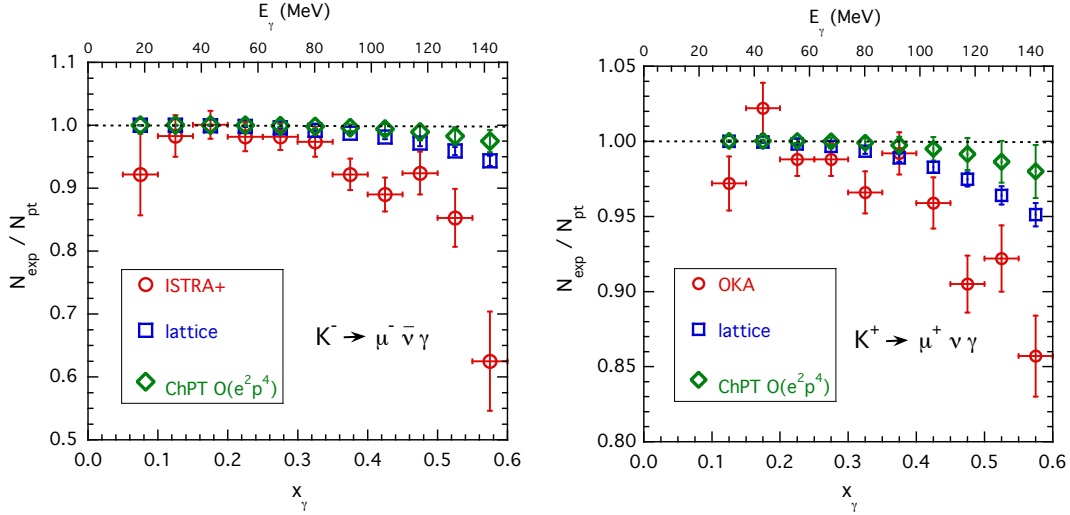 E_γ (MeV)
0 20 40 60 80 100 120 140
1.1
1.0
0.9
0.8
0.7
0.6
0.5
N_exp / N_pt
ISTRA+
lattice
ChPT O(e²p⁴)
K⁻ → μ⁻ ν̄ γ
0.0 0.1 0.2 0.3 0.4 0.5 0.6
x_γ
E_γ (MeV)
0 20 40 60 80 100 120 140
1.05
1.00
0.95
0.90
0.85
0.80
N_exp / N_pt
OKA
lattice
ChPT O(e²p⁴)
K⁺ → μ⁺ ν γ
0.0 0.1 0.2 0.3 0.4 0.5 0.6
x_γ